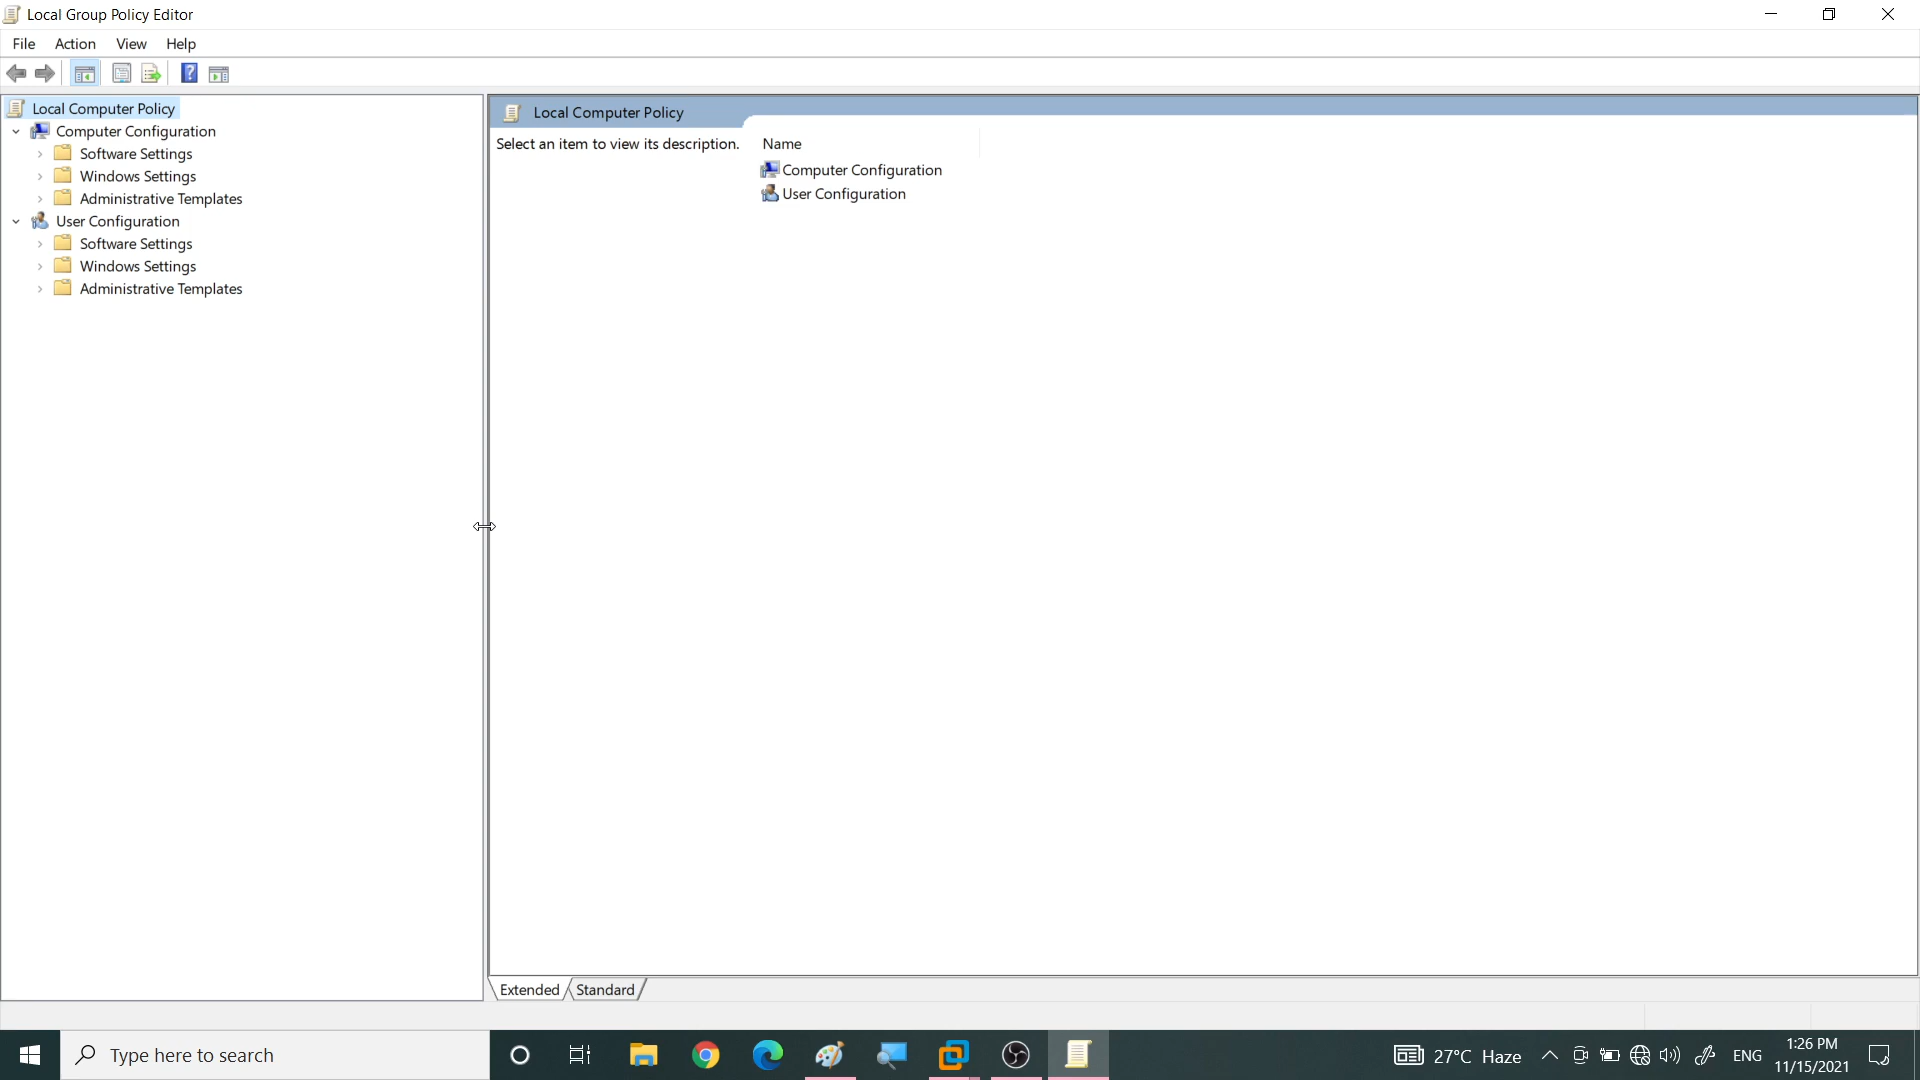 Local Group Policy Editor
File Action View Help
Local Computer Policy
Computer Configuration
Software Settings
Windows Settings
Administrative Templates
User Configuration
Software Settings
Windows Settings
Administrative Templates
Local Computer Policy
Select an item to view its description.
Name
Computer Configuration
User Configuration
Extended Standard
Type here to search
27°C Haze
ENG
1:26 PM
11/15/2021